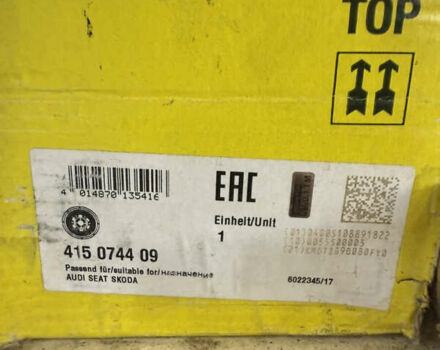 TOP
4 014870 135416
EAC
Einheit/Unit
1
415 0744 09
Passend für/suitable for/назначение
AUDI SEAT SKODA
6022345/17